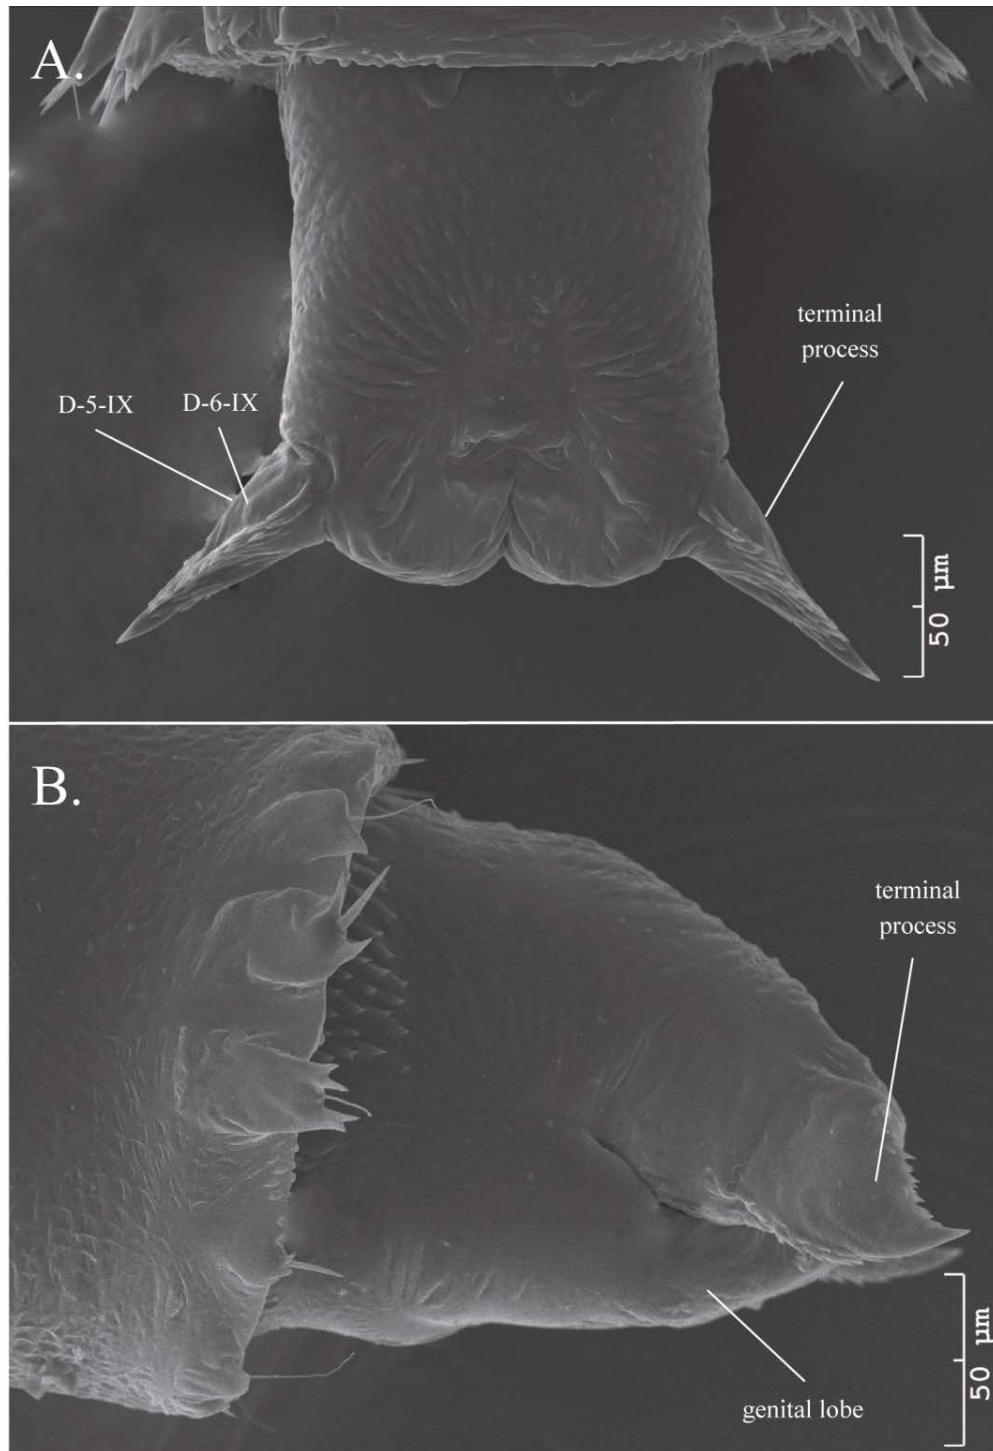 A.
terminal
process
D-5-IX D-6-IX
50 µm
B.
terminal
process
50 µm
genital lobe